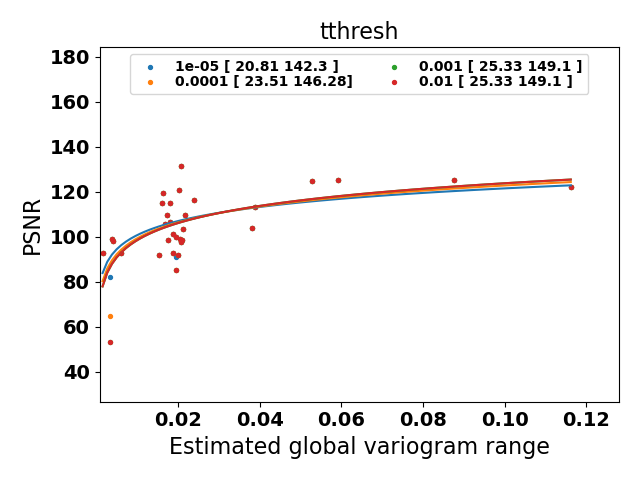 tthresh
1e-05 [ 20.81 142.3 ]
0.0001 [ 23.51 146.28]
0.001 [ 25.33 149.1 ]
0.01 [ 25.33 149.1 ]
PSNR
180
160
140
120
100
80
60
40
0.02 0.04 0.06 0.08 0.10 0.12
Estimated global variogram range